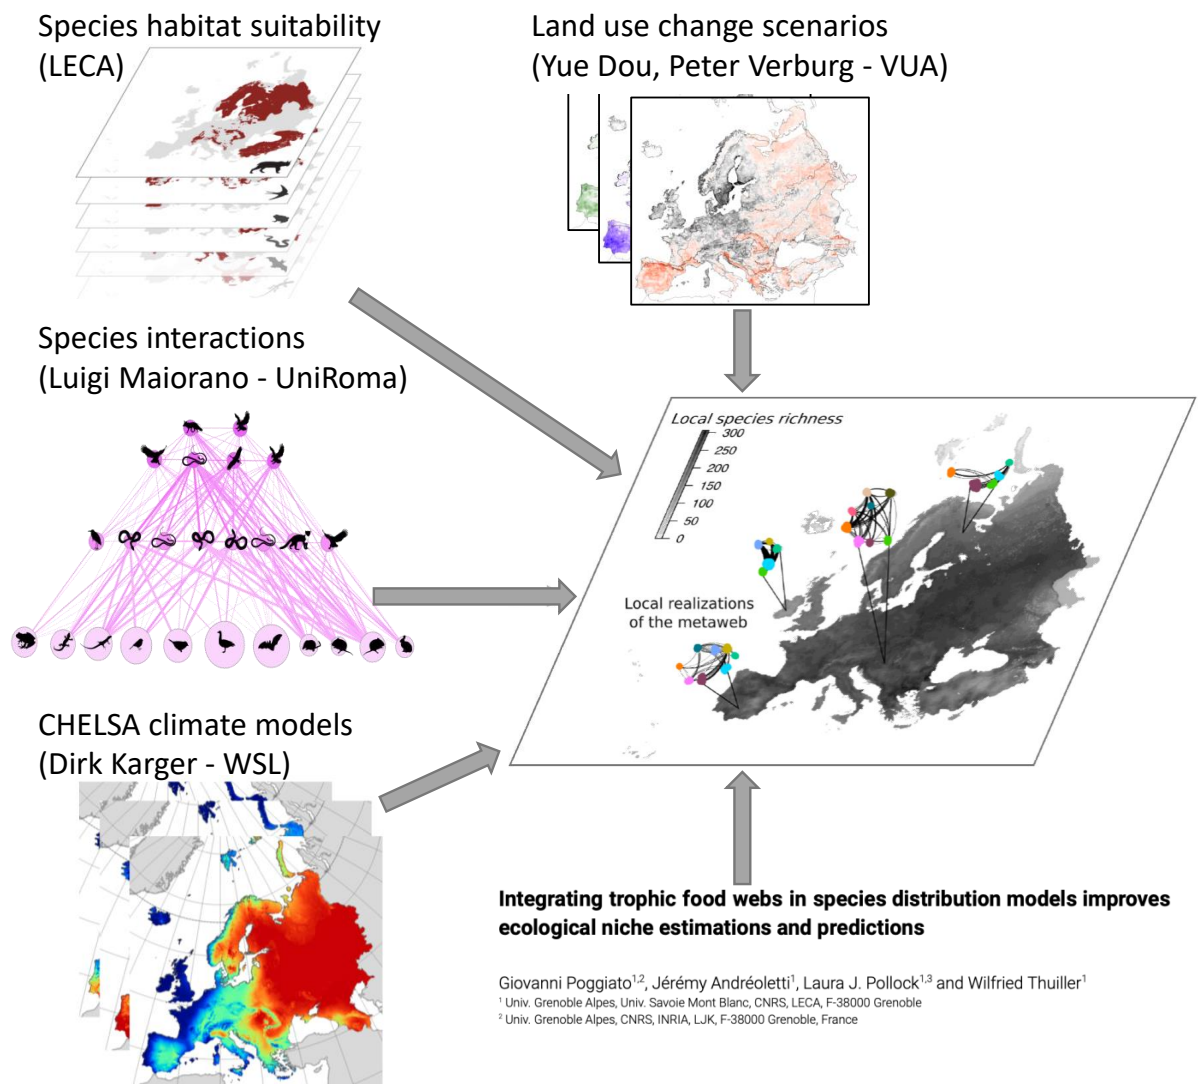 Species habitat suitability
(LECA)
Land use change scenarios
(Yue Dou, Peter Verburg - VUA)
Species interactions
(Luigi Maiorano - UniRoma)
Local species richness
300
250
200
150
100
50
0
Local realizations
of the metaweb
CHELSA climate models
(Dirk Karger - WSL)
Integrating trophic food webs in species distribution models improves
ecological niche estimations and predictions
Giovanni Poggiato1,2, Jérémy Andréoletti1, Laura J. Pollock1,3 and Wilfried Thuiller1
1 Univ. Grenoble Alpes, Univ. Savoie Mont Blanc, CNRS, LECA, F-38000 Grenoble
2 Univ. Grenoble Alpes, CNRS, INRIA, LJK, F-38000 Grenoble, France